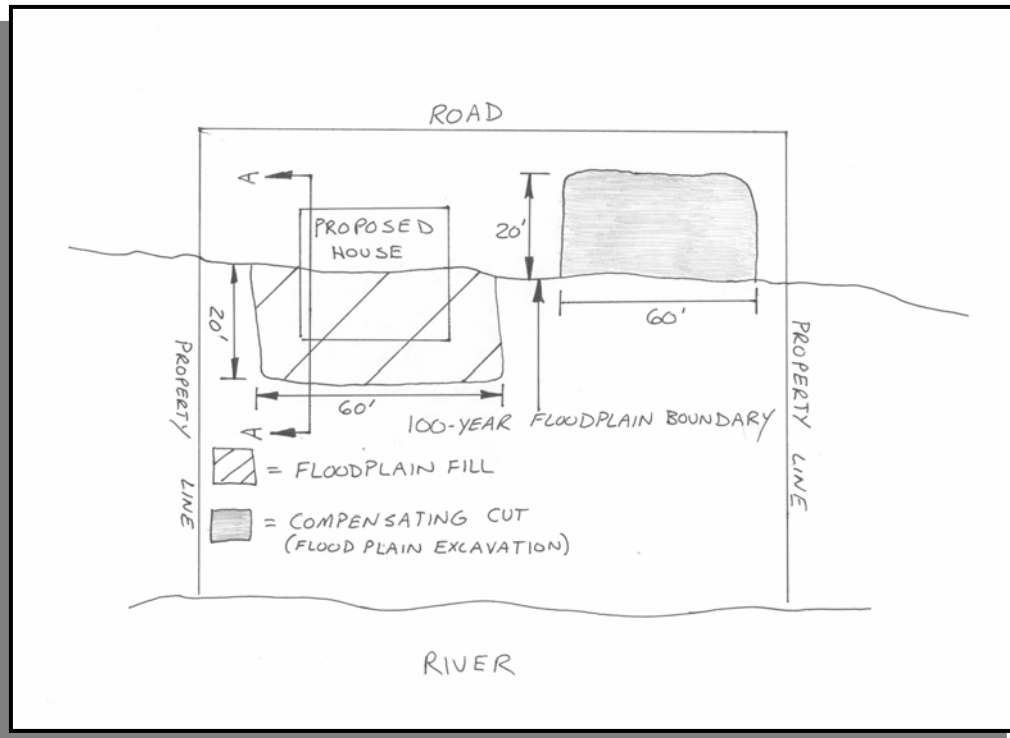 ROAD
A
PROPOSED
HOUSE
20'
60'
20'
60'
100-YEAR FLOODPLAIN BOUNDARY
A
PROPERTY LINE
PROPERTY LINE
= FLOODPLAIN FILL
= COMPENSATING CUT
(FLOOD PLAIN EXCAVATION)
RIVER